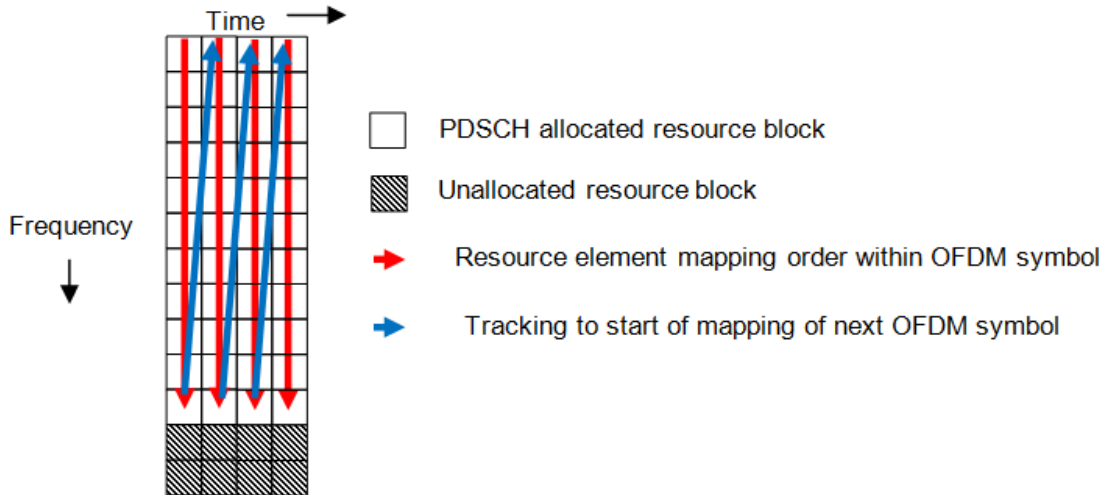 Time
PDSCH allocated resource block
Unallocated resource block
Frequency
Resource element mapping order within OFDM symbol
Tracking to start of mapping of next OFDM symbol